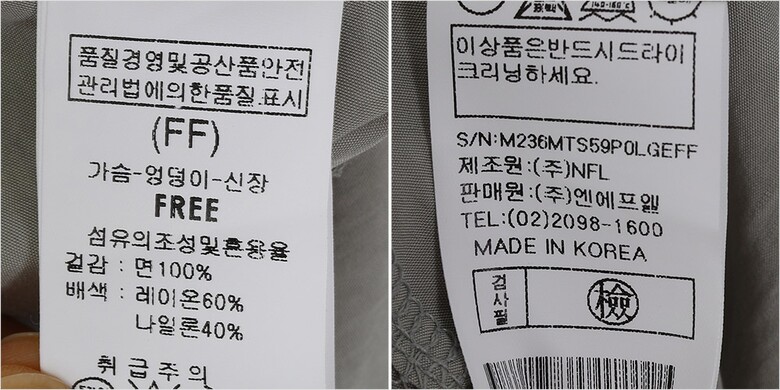 품질경영및공산품안전
관리법에의한품질표시
(FF)
가슴-엉덩이-신장
FREE
섬유의조성및혼용율
겉감 : 면100%
배색 : 레이온60%
나일론40%
취급주의
이상품은반드시드라이
크리닝하세요.
S/N:M236MTS59P0LGEFF
제조원:(주)NFL
판매원:(주)엔에프엘
TEL:(02)2098-1600
MADE IN KOREA
검사필
檢